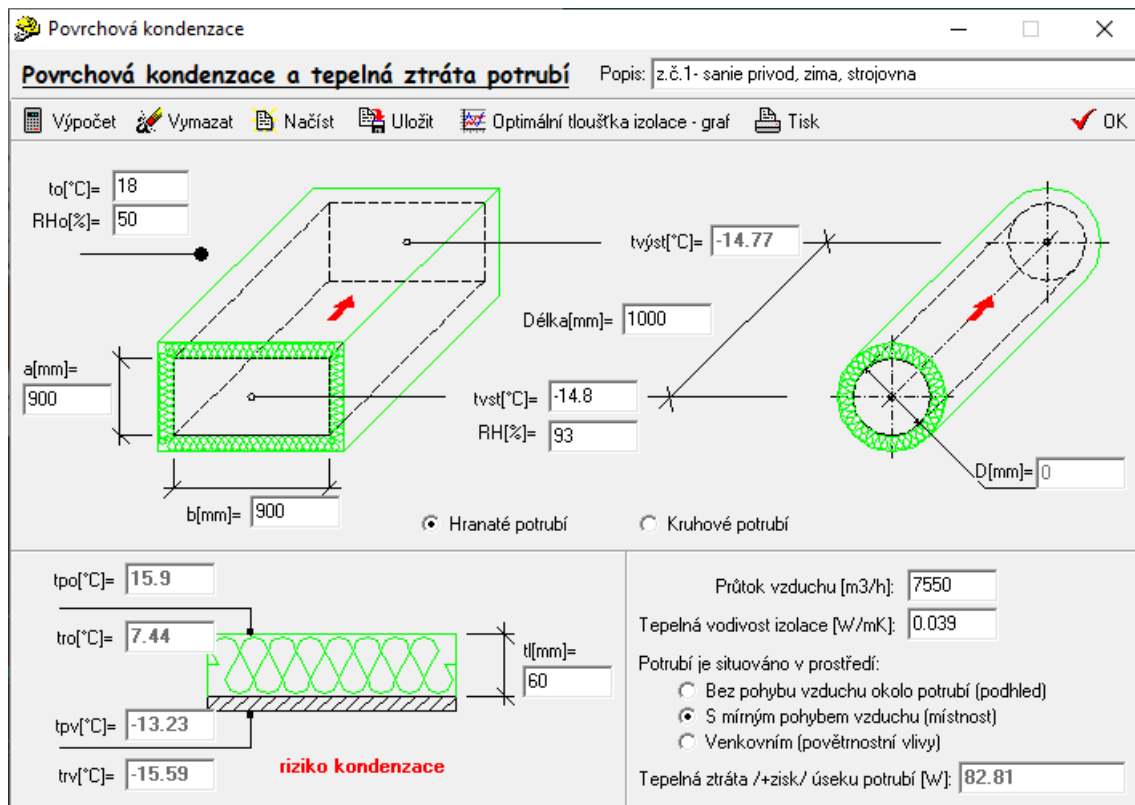 Povrchová kondenzace
Povrchová kondenzace a tepelná ztráta potrubí Popis: z.č.1- sanie privod, zima, strojovna
Výpočet Vymazat Načíst Uložit Optimální tloušťka izolace - graf Tisk OK
to[°C]= 18
RHo[%]= 50
tvýst[°C]= -14.77
Délka[mm]= 1000
a[mm]=
900
tvst[°C]= -14.8
RH[%]= 93
D[mm]= 0
b[mm]= 900
Hranaté potrubí Kruhové potrubí
tpo[°C]= 15.9
tro[°C]= 7.44
tl[mm]=
60
tpv[°C]= -13.23
trv[°C]= -15.59
riziko kondenzace
Průtok vzduchu [m3/h]: 7550
Tepelná vodivost izolace [W/mK]: 0.039
Potrubí je situováno v prostředí:
Bez pohybu vzduchu okolo potrubí (podhled)
S mírným pohybem vzduchu (místnost)
Venkovním (povětrnostní vlivy)
Tepelná ztráta /+zisk/ úseku potrubí [W]: 82.81